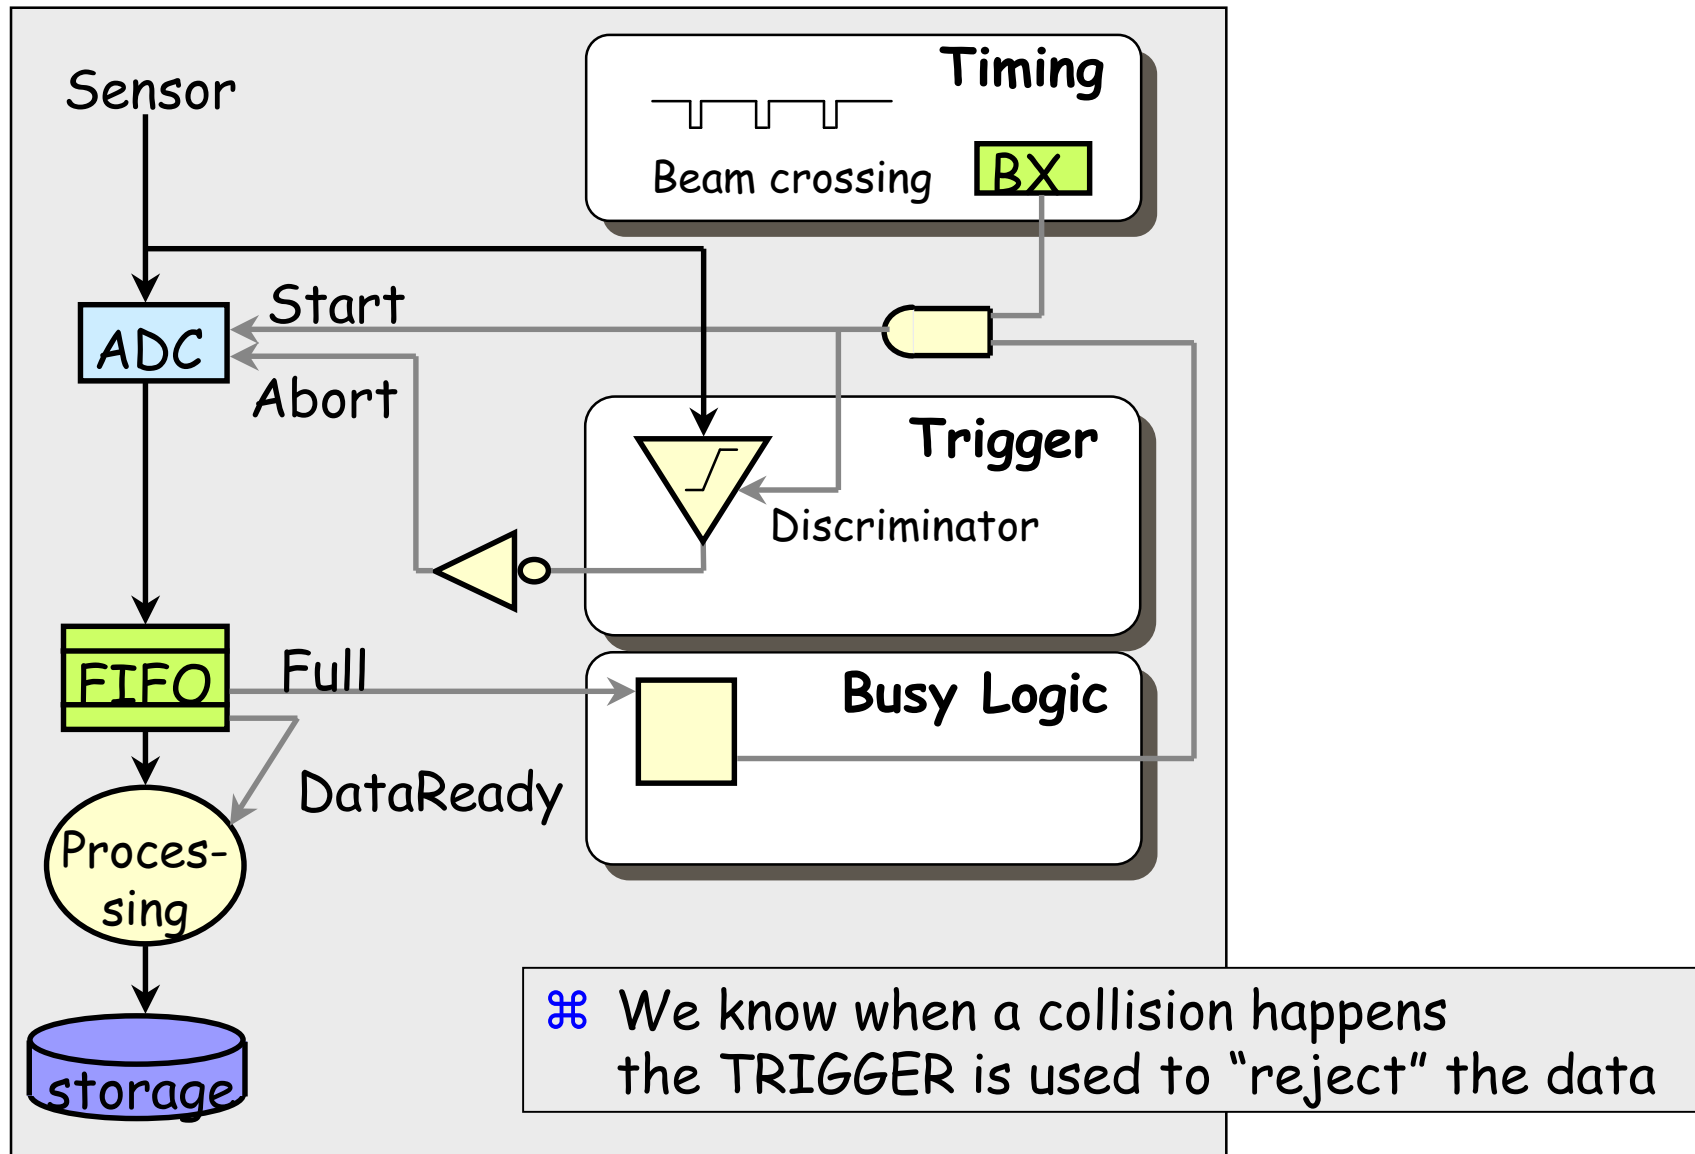 Timing
Sensor
Beam crossing
BX
Start
ADC
Abort
Trigger
Discriminator
Full
FIFO
Busy Logic
DataReady
Proces-
sing
⌘ We know when a collision happens
the TRIGGER is used to “reject” the data
storage